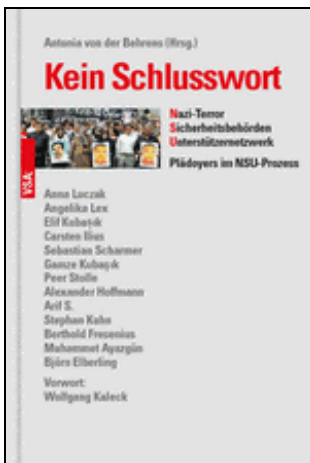 Antonia von der Behrens (Hrsg.)
Kein Schlusswort
Nazi-Terror
Sicherheitsbehörden
Unterstützernetzwerk
Plädoyers im NSU-Prozess
VSA:
Anna Luczak
Angelika Lex
Elif Kubaşık
Carsten Ilius
Sebastian Scharmer
Gamze Kubaşık
Peer Stolle
Alexander Hoffmann
Arif S.
Stephan Kuhn
Berthold Fresenius
Muhammet Ayazgün
Björn Elberling
Vorwort:
Wolfgang Kaleck